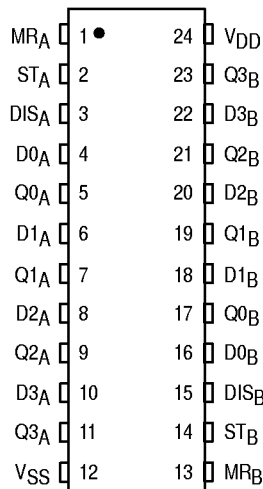 MRA 1 24 VDD
STA 2 23 Q3B
DISA 3 22 D3B
D0A 4 21 Q2B
Q0A 5 20 D2B
D1A 6 19 Q1B
Q1A 7 18 D1B
D2A 8 17 Q0B
Q2A 9 16 D0B
D3A 10 15 DISB
Q3A 11 14 STB
VSS 12 13 MRB